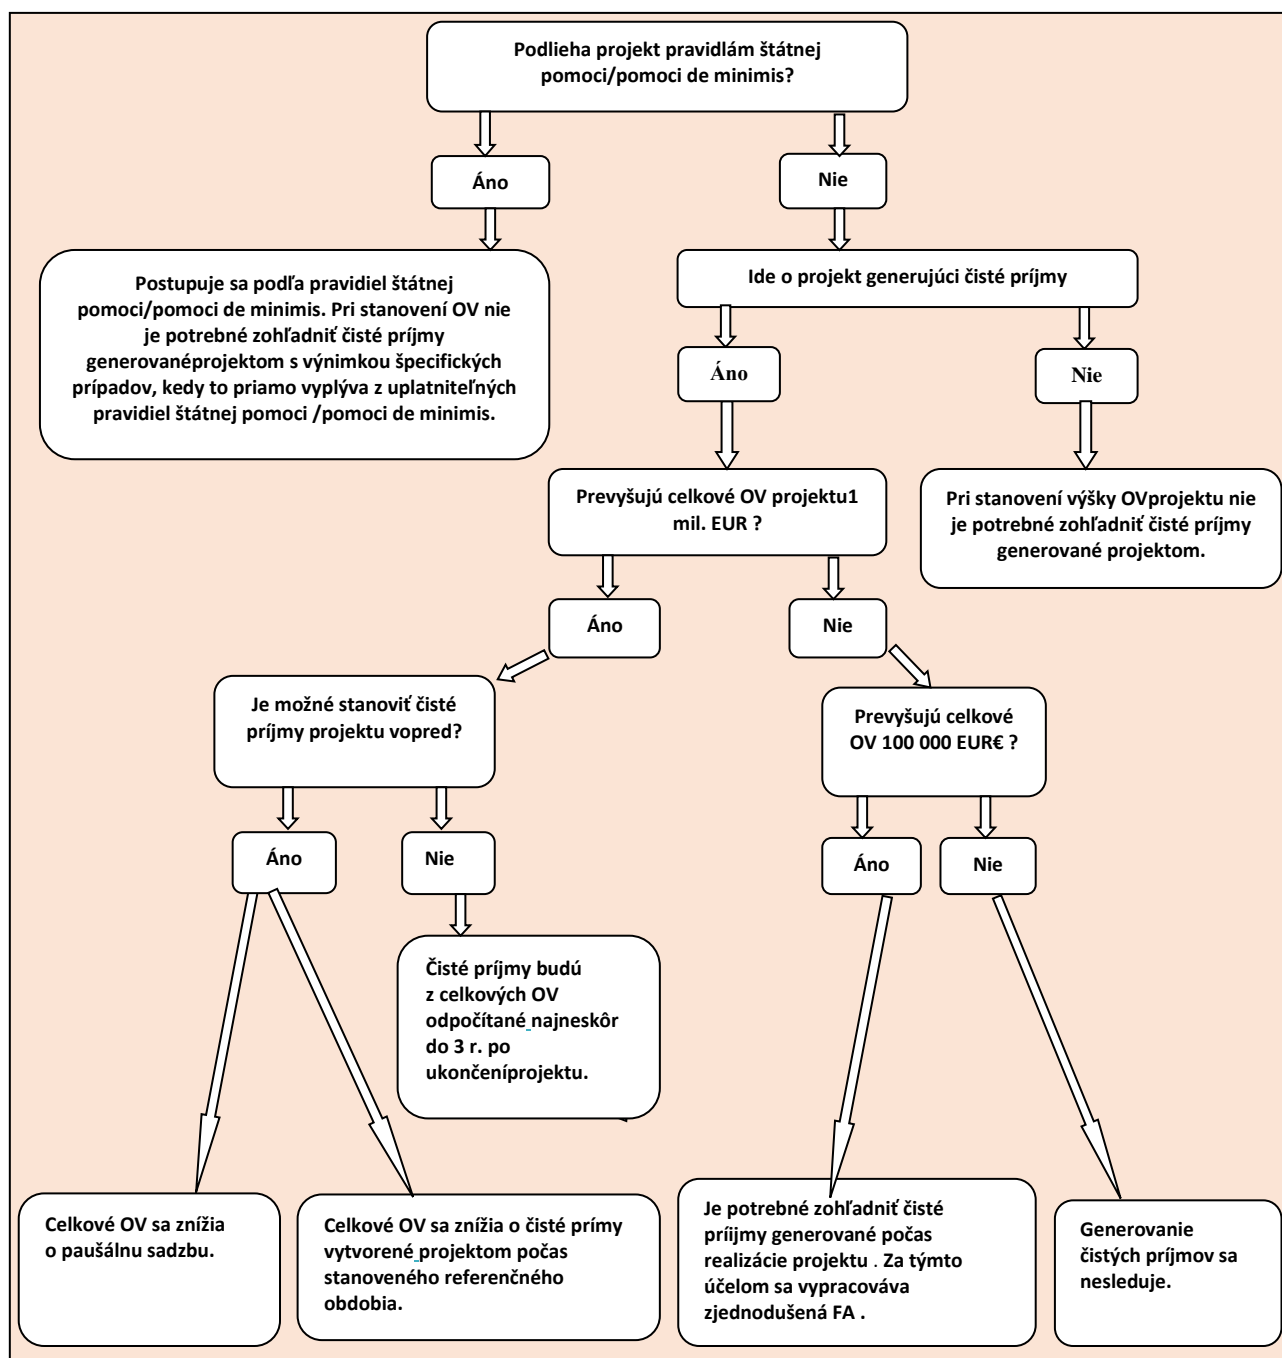 Podlieha projekt pravidlám štátnej
pomoci/pomoci de minimis?
Áno
Nie
Postupuje sa podľa pravidiel štátnej
pomoci/pomoci de minimis. Pri stanovení OV nie
je potrebné zohľadniť čisté príjmy
generovanéprojektom s výnimkou špecifických
prípadov, kedy to priamo vyplýva z uplatniteľných
pravidiel štátnej pomoci /pomoci de minimis.
Ide o projekt generujúci čisté príjmy
Áno
Nie
Prevyšujú celkové OV projektu1
mil. EUR ?
Pri stanovení výšky OVprojektu nie
je potrebné zohľadniť čisté príjmy
generované projektom.
Áno
Nie
Je možné stanoviť čisté
príjmy projektu vopred?
Prevyšujú celkové
OV 100 000 EUR€ ?
Áno
Nie
Áno
Nie
Čisté príjmy budú
z celkových OV
odpočítané najneskôr
do 3 r. po
ukončeníprojektu.
Celkové OV sa znížia
o paušálnu sadzbu.
Celkové OV sa znížia o čisté prímy
vytvorené projektom počas
stanoveného referenčného
obdobia.
Je potrebné zohľadniť čisté
príijmy generované počas
realizácie projektu . Za týmto
účelom sa vypracováva
zjednodušená FA .
Generovanie
čistých príjmov sa
nesleduje.